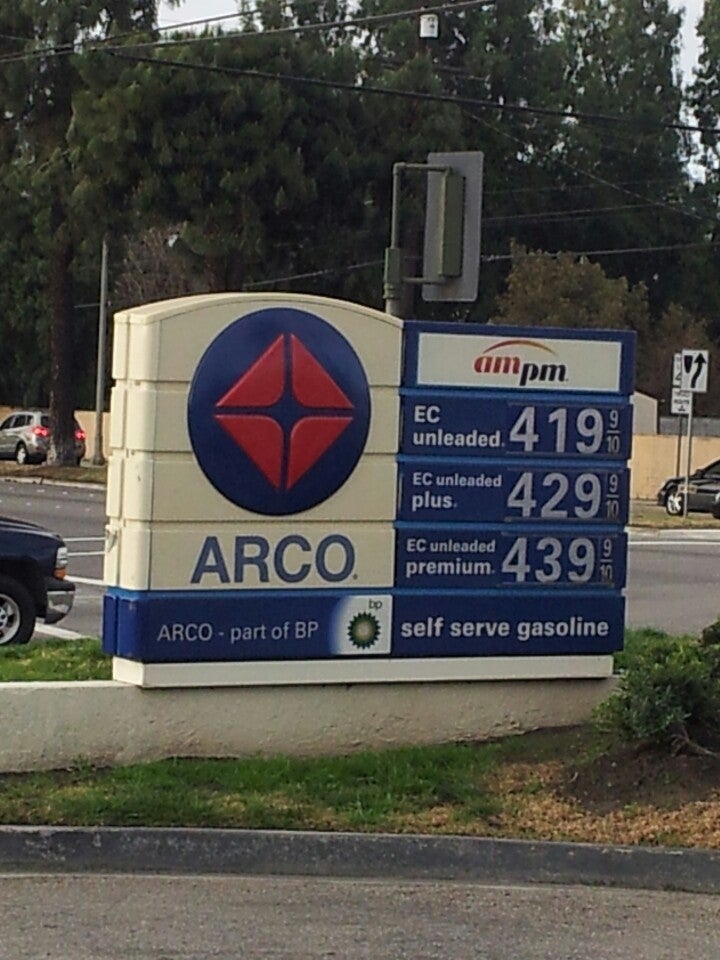 ampm
EC
unleaded 419 9/10
EC unleaded
plus 429 9/10
EC unleaded
premium 439 9/10
ARCO
ARCO - part of BP
bp
self serve gasoline